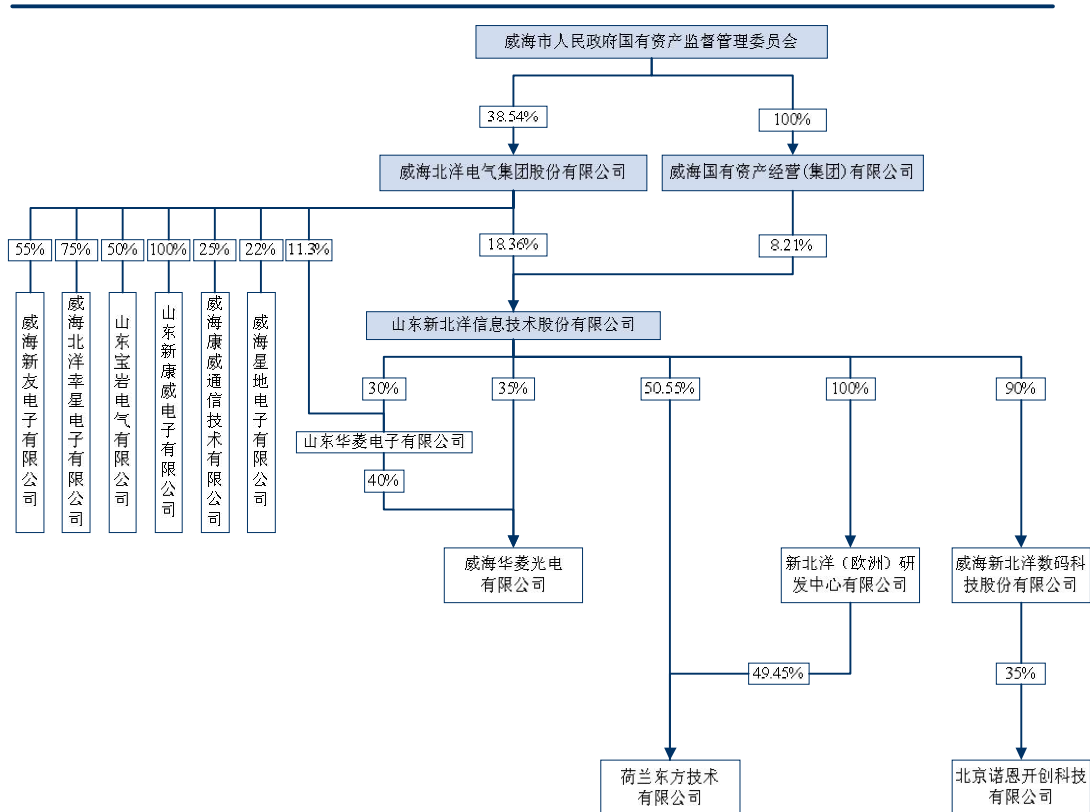 威海市人民政府国有资产监督管理委员会
38.54%
100%
威海北洋电气集团股份有限公司
威海国有资产经营(集团)有限公司
55%
75%
50%
100%
25%
22%
11.3%
18.36%
8.21%
威海新友电子有限公司
威海北洋幸星电子有限公司
山东宝岩电气有限公司
山东新康威电子有限公司
威海康威通信技术有限公司
威海星地电子有限公司
山东新北洋信息技术股份有限公司
30%
35%
50.55%
100%
90%
山东华菱电子有限公司
40%
威海华菱光电
有限公司
新北洋（欧洲）研
发中心有限公司
威海新北洋数码科
技股份有限公司
49.45%
35%
荷兰东方技术
有限公司
北京诺恩开创科技
有限公司